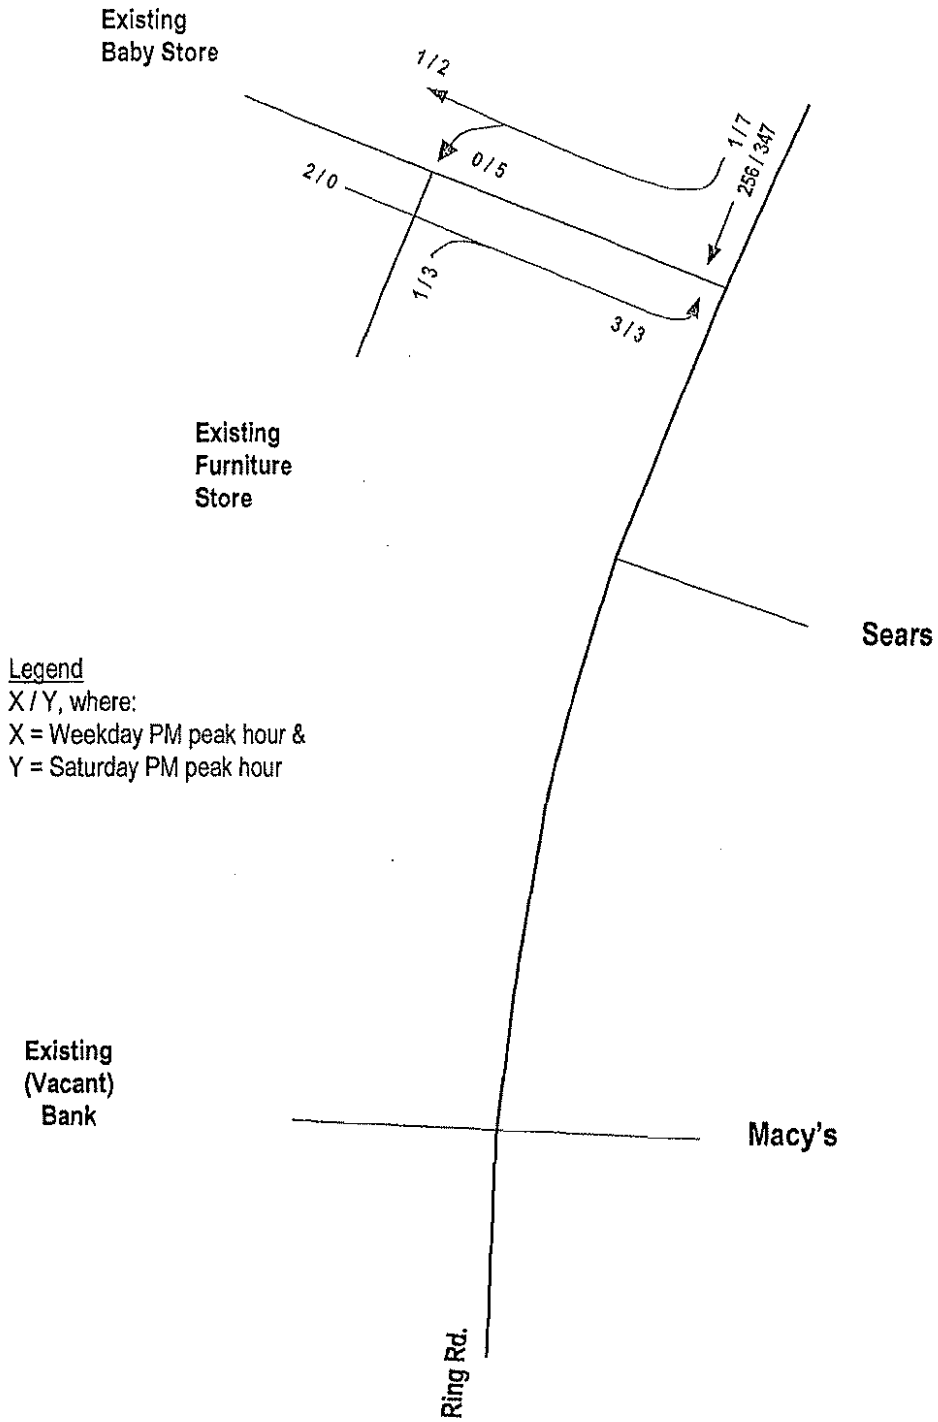 Existing
Baby Store
1/2
1/7
256/347
0/5
2/0
1/3
3/3
Existing
Furniture
Store
Sears
Legend
X / Y, where:
X = Weekday PM peak hour &
Y = Saturday PM peak hour
Existing
(Vacant)
Bank
Macy's
Ring Rd.